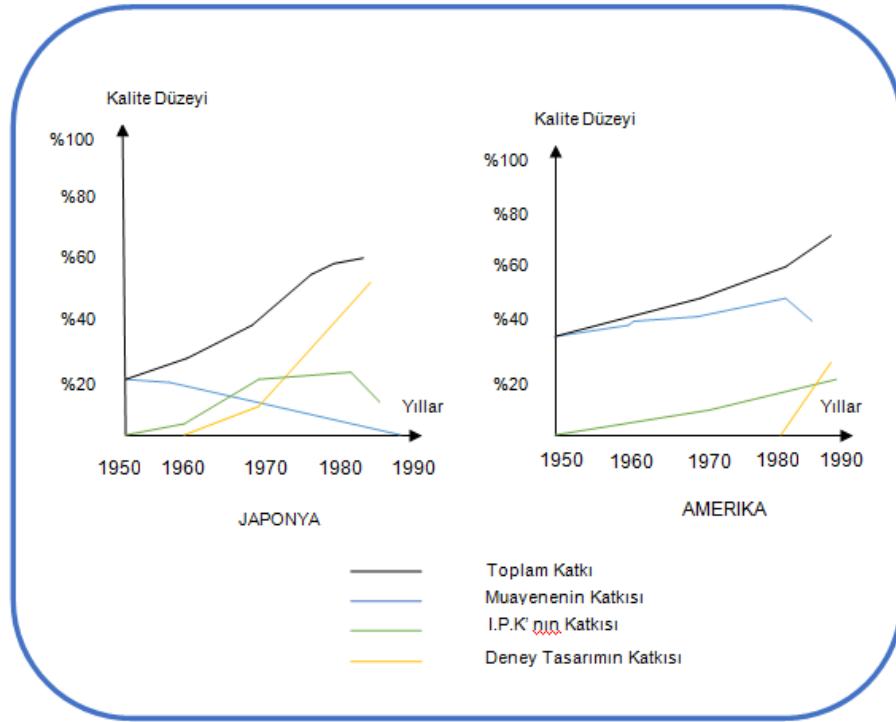 Kalite Düzeyi
%100
%80
%60
%40
%20
Yıllar
1950 1960 1970 1980 1990
JAPONYA
Kalite Düzeyi
%100
%80
%60
%40
%20
Yıllar
1950 1960 1970 1980 1990
AMERIKA
Toplam Katkı
Muayenenin Katkısı
I.P.K' nın Katkısı
Deney Tasarımın Katkısı